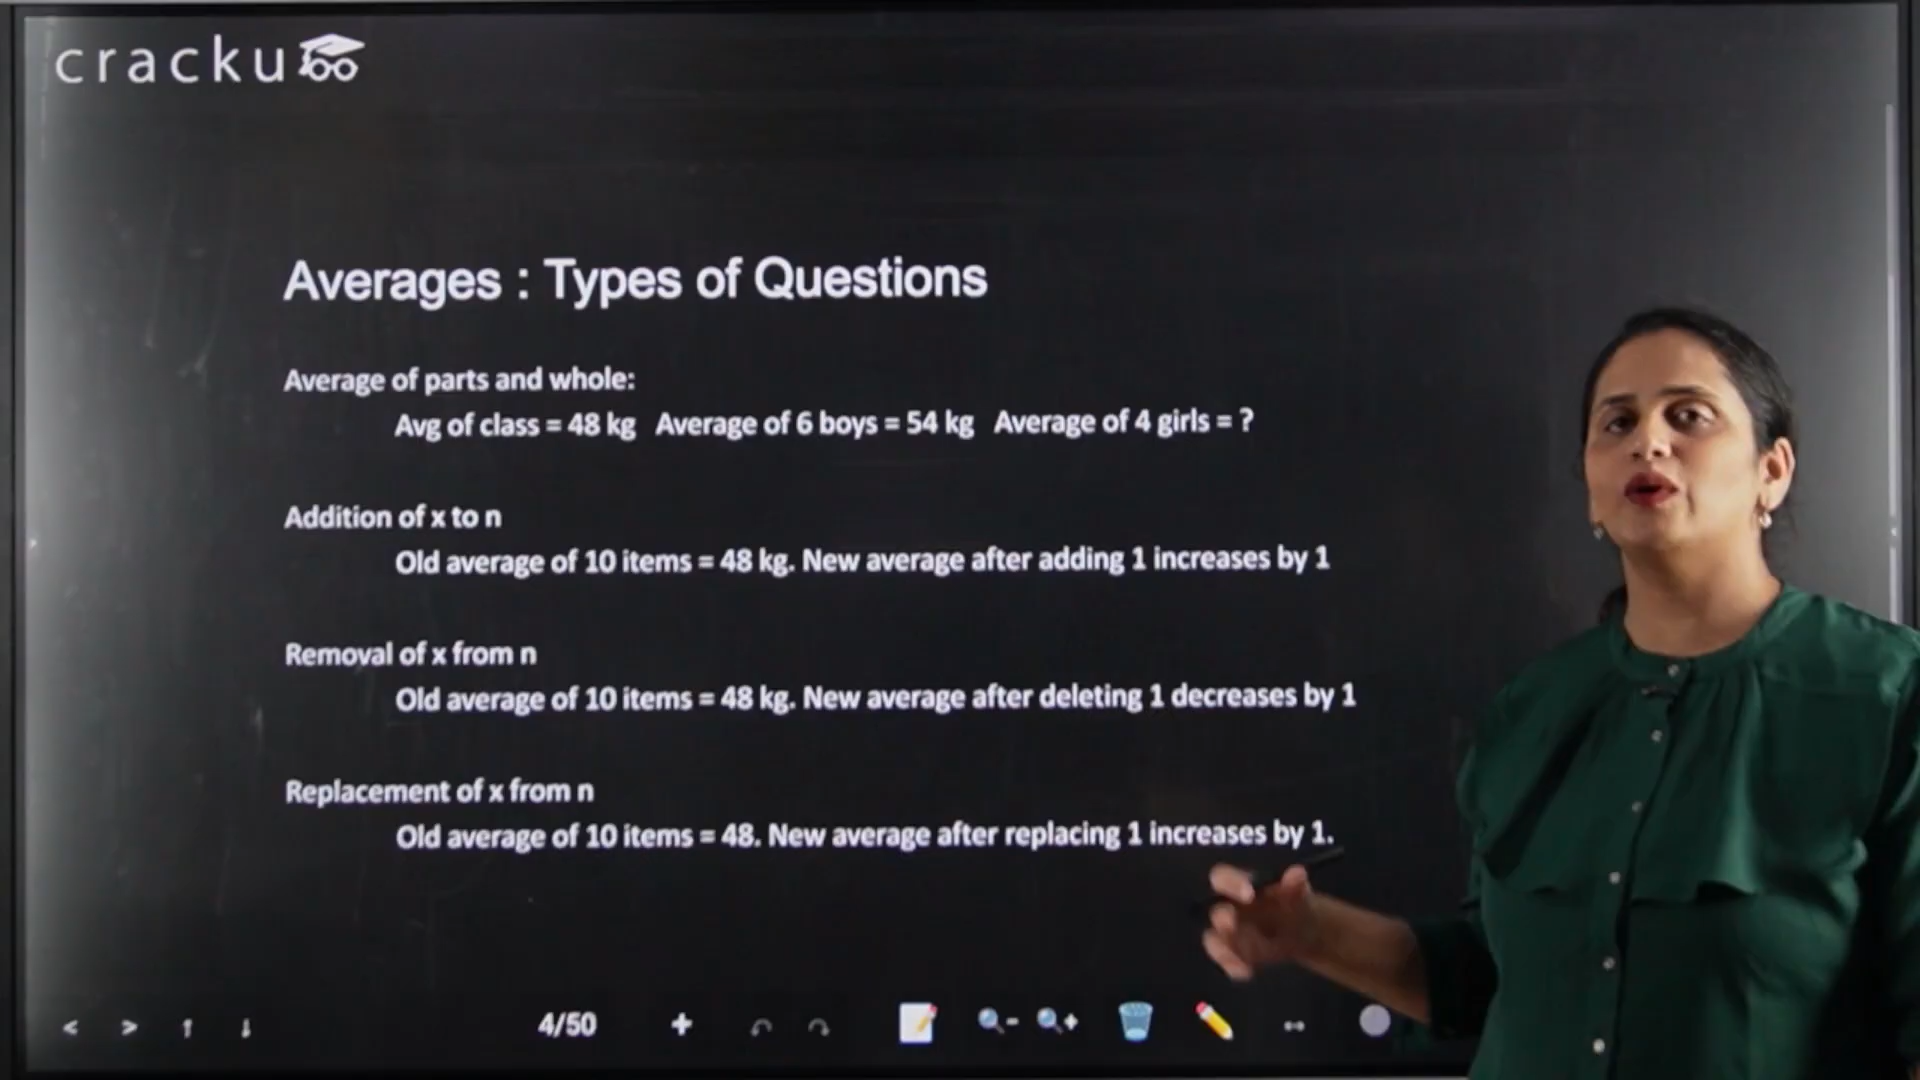 cracku
Averages : Types of Questions
Average of parts and whole:
Avg of class = 48 kg Average of 6 boys = 54 kg Average of 4 girls = ?
Addition of x to n
Old average of 10 items = 48 kg. New average after adding 1 increases by 1
Removal of x from n
Old average of 10 items = 48 kg. New average after deleting 1 decreases by 1
Replacement of x from n
Old average of 10 items = 48. New average after replacing 1 increases by 1.
4/50